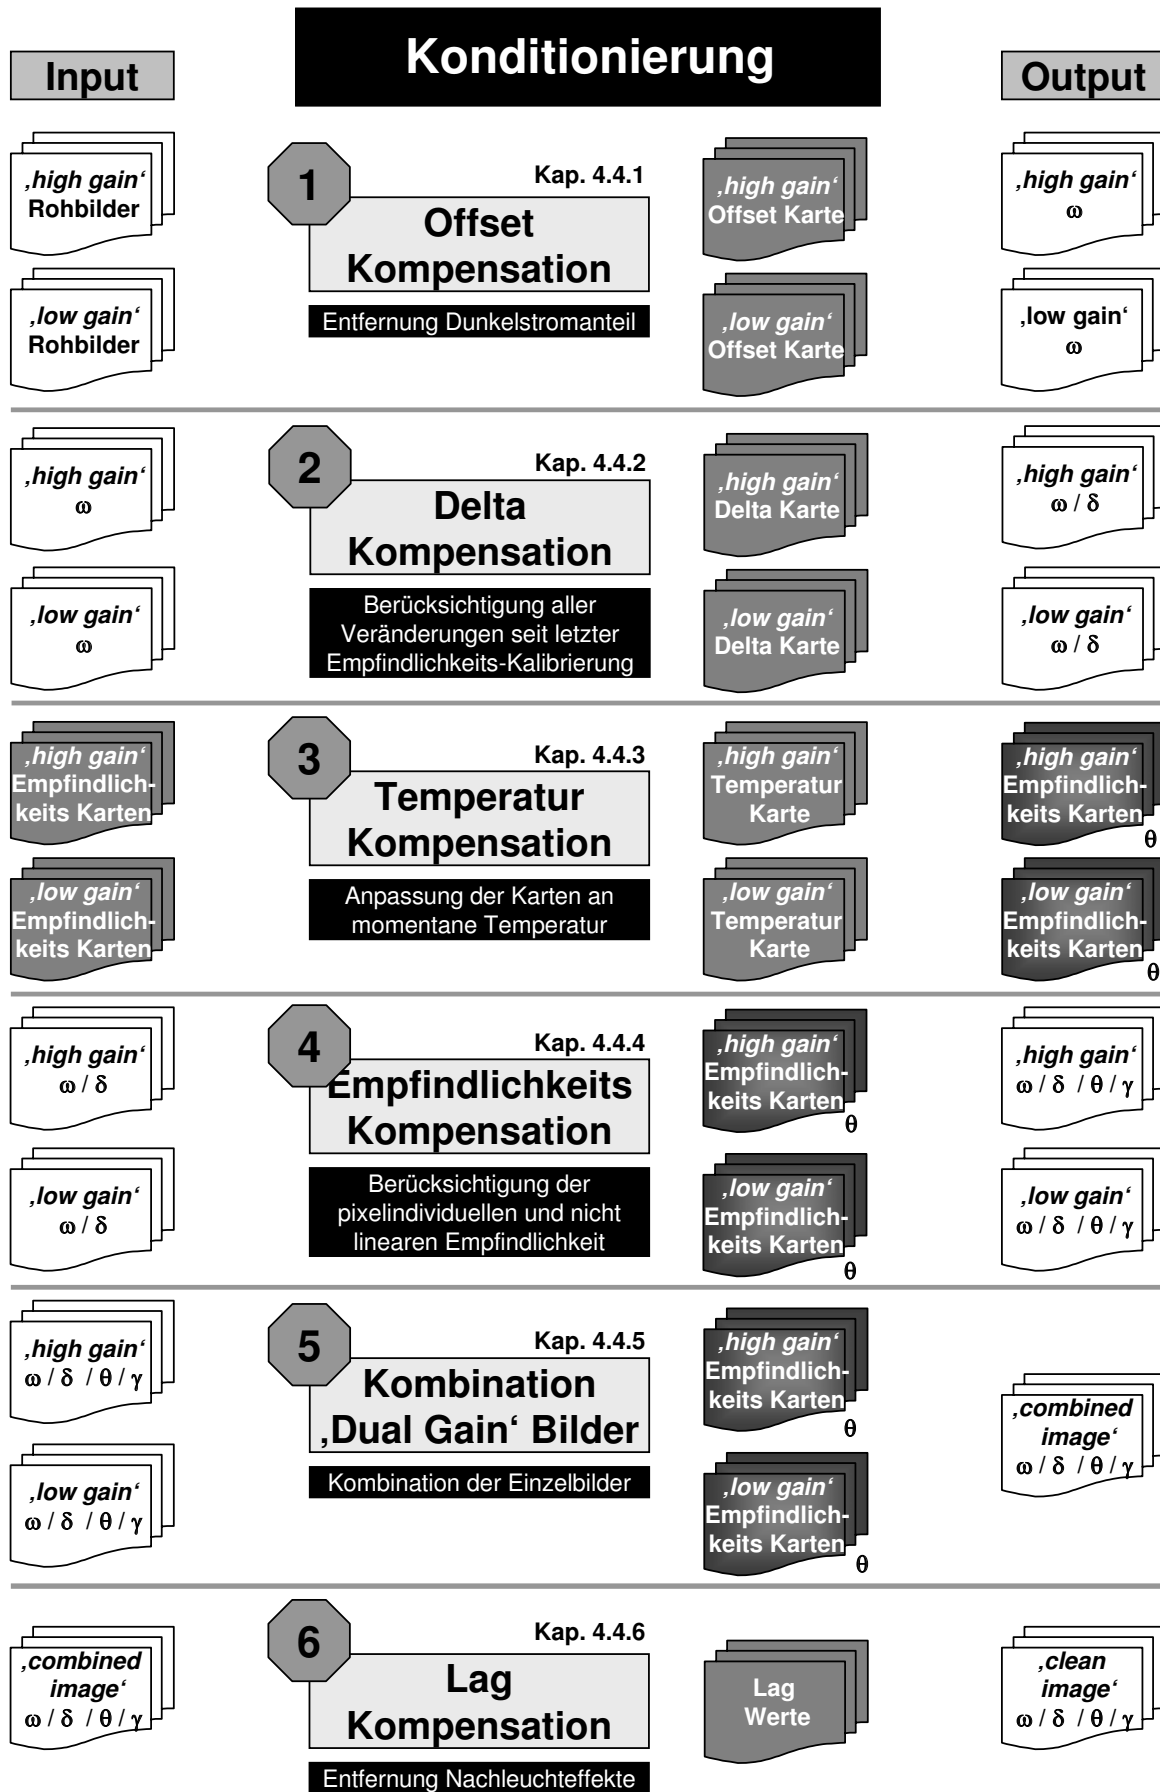 Konditionierung
Input
Output
‚high gain‘
Rohbilder
‚low gain‘
Rohbilder
1
Kap. 4.4.1
Offset
Kompensation
Entfernung Dunkelstromanteil
‚high gain‘
Offset Karte
‚low gain‘
Offset Karte
‚high gain‘
ω
‚low gain‘
ω
‚high gain‘
ω
‚low gain‘
ω
2
Kap. 4.4.2
Delta
Kompensation
Berücksichtigung aller
Veränderungen seit letzter
Empfindlichkeits-Kalibrierung
‚high gain‘
Delta Karte
‚low gain‘
Delta Karte
‚high gain‘
ω / δ
‚low gain‘
ω / δ
‚high gain‘
Empfindlich-
keits Karten
‚low gain‘
Empfindlich-
keits Karten
3
Kap. 4.4.3
Temperatur
Kompensation
Anpassung der Karten an
momentane Temperatur
‚high gain‘
Temperatur
Karte
‚low gain‘
Temperatur
Karte
‚high gain‘
Empfindlich-
keits Karten
θ
‚low gain‘
Empfindlich-
keits Karten
θ
‚high gain‘
ω / δ
‚low gain‘
ω / δ
4
Kap. 4.4.4
Empfindlichkeits
Kompensation
Berücksichtigung der
pixelindividuellen und nicht
linearen Empfindlichkeit
‚high gain‘
Empfindlich-
keits Karten
θ
‚low gain‘
Empfindlich-
keits Karten
θ
‚high gain‘
ω / δ / θ / γ
‚low gain‘
ω / δ / θ / γ
‚high gain‘
ω / δ / θ / γ
‚low gain‘
ω / δ / θ / γ
5
Kap. 4.4.5
Kombination
‚Dual Gain‘ Bilder
Kombination der Einzelbilder
‚high gain‘
Empfindlich-
keits Karten
θ
‚low gain‘
Empfindlich-
keits Karten
θ
‚combined
image‘
ω / δ / θ / γ
‚combined
image‘
ω / δ / θ / γ
6
Kap. 4.4.6
Lag
Kompensation
Entfernung Nachleuchteffekte
Lag
Werte
‚clean
image‘
ω / δ / θ / γ